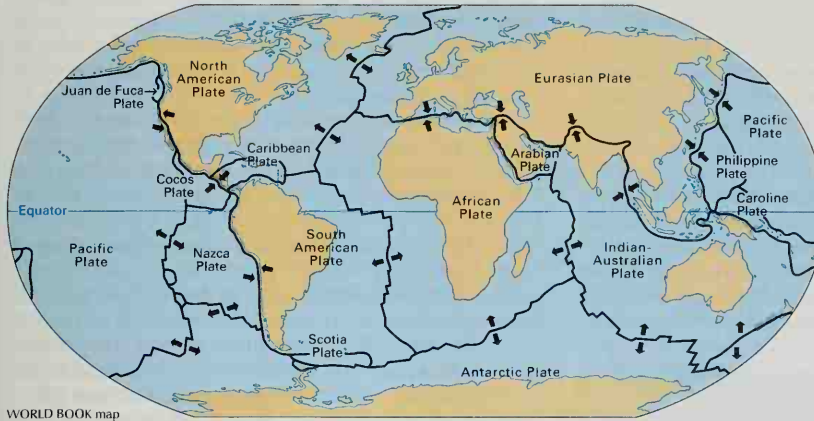 North
American
Plate
Juan de Fuca
Plate
Eurasian Plate
Pacific
Plate
Caribbean
Plate
Arabian
Plate
Philippine
Plate
Cocos
Plate
Caroline
Plate
African
Plate
Equator
Pacific
Plate
Nazca
Plate
South
American
Plate
Indian-
Australian
Plate
Scotia
Plate
Antarctic Plate
WORLD BOOK map